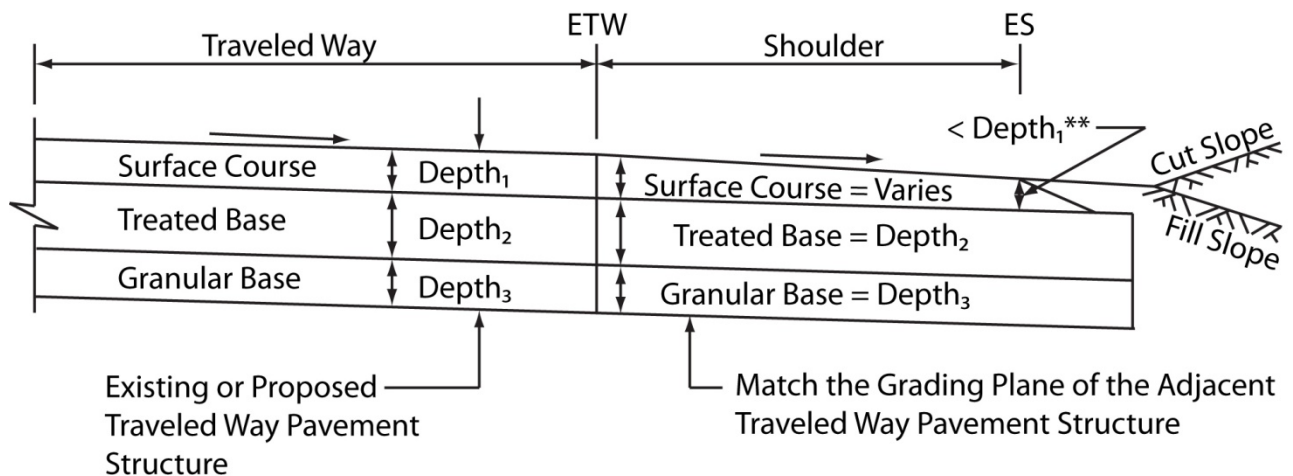 ETW
ES
Traveled Way
Shoulder
< Depth₁**
Cut Slope
Surface Course
Depth₁
Surface Course = Varies
Fill Slope
Treated Base
Depth₂
Treated Base = Depth₂
Granular Base
Depth₃
Granular Base = Depth₃
Existing or Proposed
Traveled Way Pavement
Structure
Match the Grading Plane of the Adjacent
Traveled Way Pavement Structure